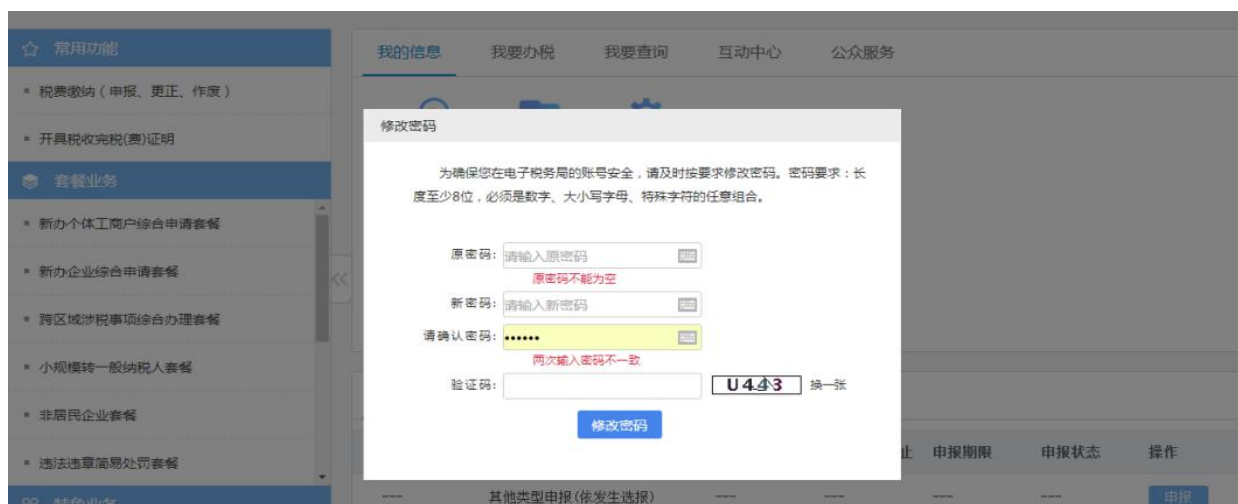 常用功能
税费缴纳（申报、更正、作废）
开具税收完税(费)证明
套餐业务
新办个体工商户综合申请套餐
新办企业综合申请套餐
跨区域涉税事项综合办理套餐
小规模转一般纳税人套餐
非居民企业套餐
违法违章简易处罚套餐
特色业务
我的信息 我要办税 我要查询 互动中心 公众服务
修改密码
为确保您在电子税务局的账号安全，请及时按要求修改密码。密码要求：长
度至少8位，必须是数字、大小写字母、特殊字符的任意组合。
原密码: 请输入原密码
原密码不能为空
新密码: 请输入新密码
请确认密码: ••••••
两次输入密码不一致
验证码: U443 换一张
修改密码
止 申报期限 申报状态 操作
--- 其他类型申报(依发生选报) --- --- --- --- 申报